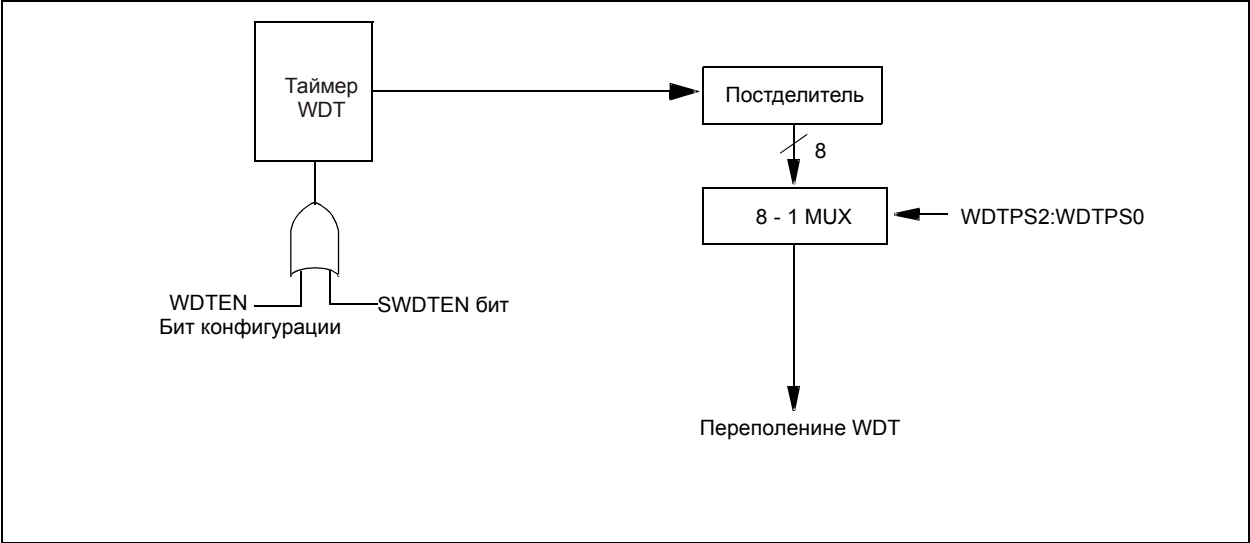 Таймер
WDT
Постделитель
8
8 - 1 MUX
WDTPS2:WDTPS0
WDTEN
SWDTEN бит
Бит конфигурации
Переполенине WDT